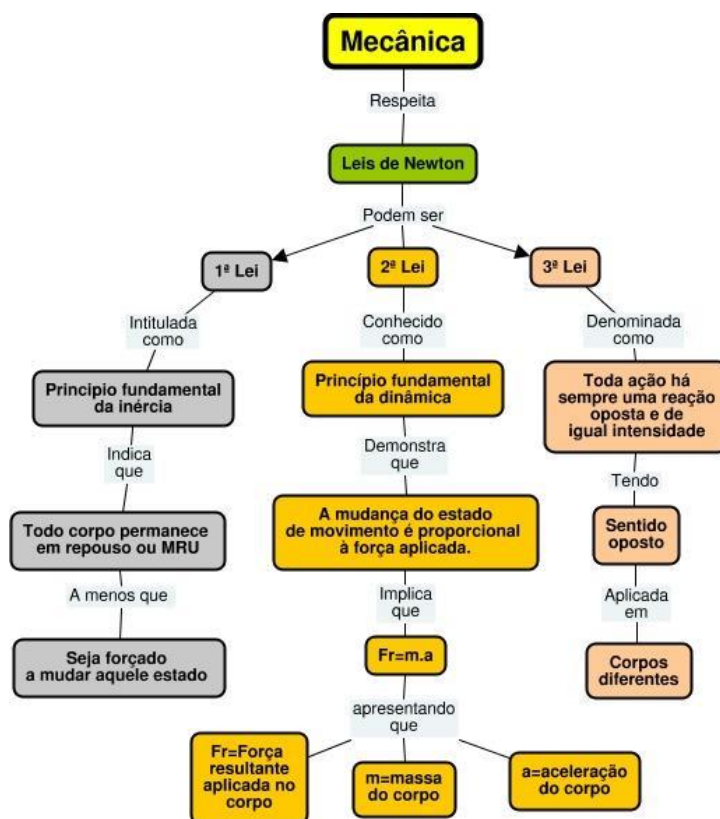 Mecânica
Respeita
Leis de Newton
Podem ser
1ª Lei
2ª Lei
3ª Lei
Intitulada
como
Conhecido
como
Denominada
como
Principio fundamental
da inércia
Princípio fundamental
da dinâmica
Toda ação há
sempre uma reação
oposta e de
igual intensidade
Indica
que
Demonstra
que
Tendo
Todo corpo permanece
em repouso ou MRU
A mudança do estado
de movimento é proporcional
à força aplicada.
Sentido
oposto
A menos que
Implica
que
Aplicada
em
Seja forçado
a mudar aquele estado
Fr=m.a
Corpos
diferentes
apresentando
que
Fr=Força
resultante
aplicada no
corpo
m=massa
do corpo
a=aceleração
do corpo